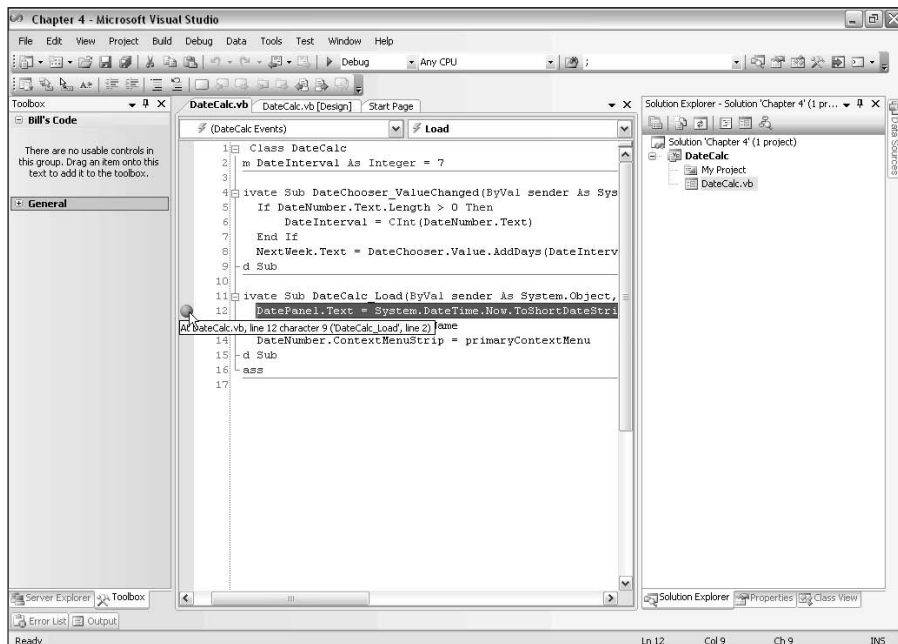 Chapter 4 - Microsoft Visual Studio
File Edit View Project Build Debug Data Tools Test Window Help
Debug Any CPU ;
Toolbox
Bill's Code
There are no usable controls in
this group. Drag an item onto this
text to add it to the toolbox.
General
DateCalc.vb DateCalc.vb [Design] Start Page
(DateCalc Events) Load
1 Class DateCalc
2 m DateInterval As Integer = 7
3
4 ivate Sub DateChooser_ValueChanged(ByVal sender As Sys
5 If DateNumber.Text.Length > 0 Then
6 DateInterval = CInt(DateNumber.Text)
7 End If
8 NextWeek.Text = DateChooser.Value.AddDays(DateInterv
9 d Sub
10
11 ivate Sub DateCalc_Load(ByVal sender As System.Object,
12 DatePanel.Text = System.DateTime.Now.ToShortDateStri
At DateCalc.vb, line 12 character 9 ('DateCalc_Load', line 2)
14 DateNumber.ContextMenuStrip = primaryContextMenu
15 d Sub
16 ass
17
Solution Explorer - Solution 'Chapter 4' (1 pr...
Solution 'Chapter 4' (1 project)
DateCalc
My Project
DateCalc.vb
Data Sources
Server Explorer Toolbox
Solution Explorer Properties Class View
Error List Output
Ready Ln 12 Col 9 Ch 9 INS